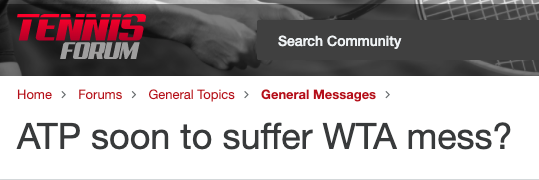 TENNIS
FORUM
Search Community
Home > Forums > General Topics > General Messages >
ATP soon to suffer WTA mess?